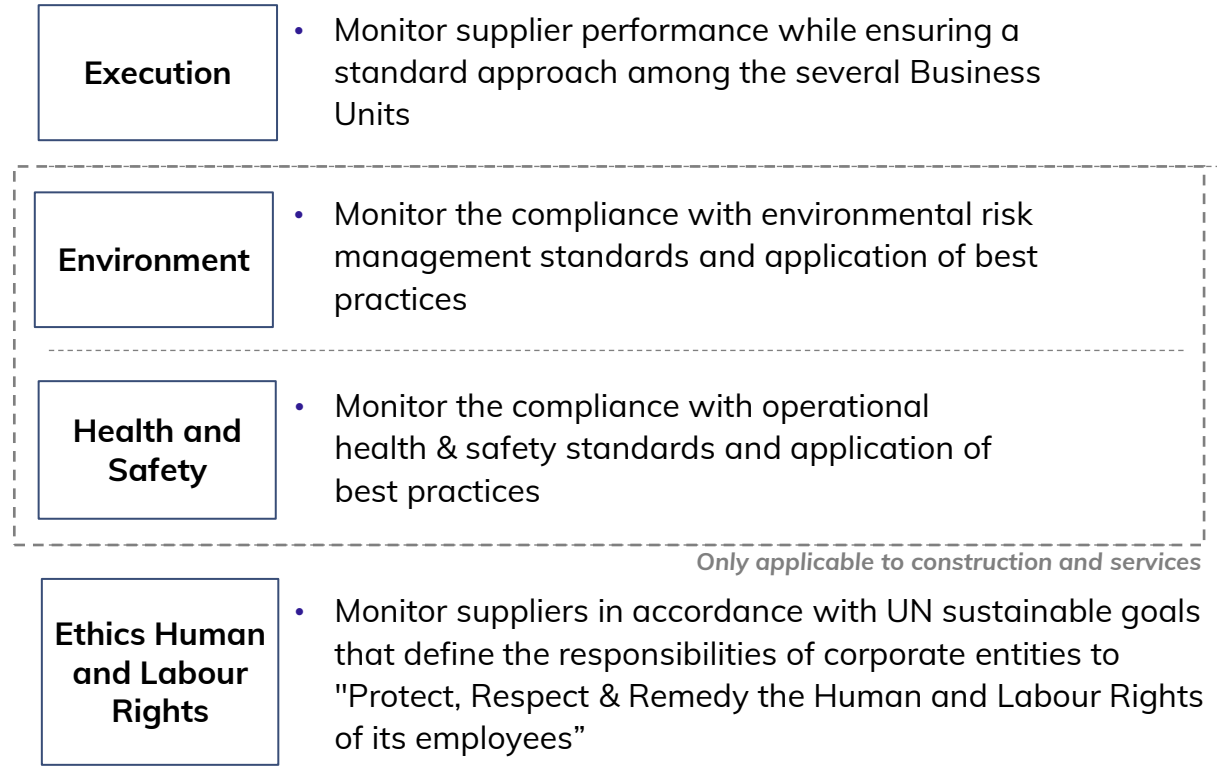 Execution
• Monitor supplier performance while ensuring a
standard approach among the several Business
Units
Environment
• Monitor the compliance with environmental risk
management standards and application of best
practices
Health and
Safety
• Monitor the compliance with operational
health & safety standards and application of
best practices
Only applicable to construction and services
Ethics Human
and Labour
Rights
• Monitor suppliers in accordance with UN sustainable goals
that define the responsibilities of corporate entities to
"Protect, Respect & Remedy the Human and Labour Rights
of its employees”